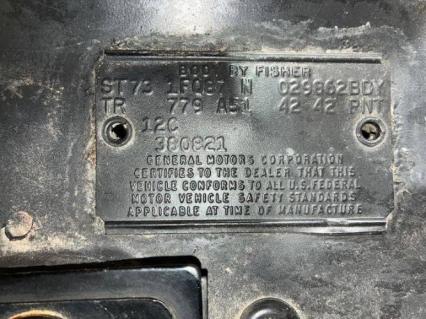 BODY BY FISHER
ST73 1FQ87 N 029862BDY
TR 779 A51 42 42 PNT
12C
380821
GENERAL MOTORS CORPORATION
CERTIFIES TO THE DEALER THAT THIS
VEHICLE CONFORMS TO ALL U.S. FEDERAL
MOTOR VEHICLE SAFETY STANDARDS
APPLICABLE AT TIME OF MANUFACTURE